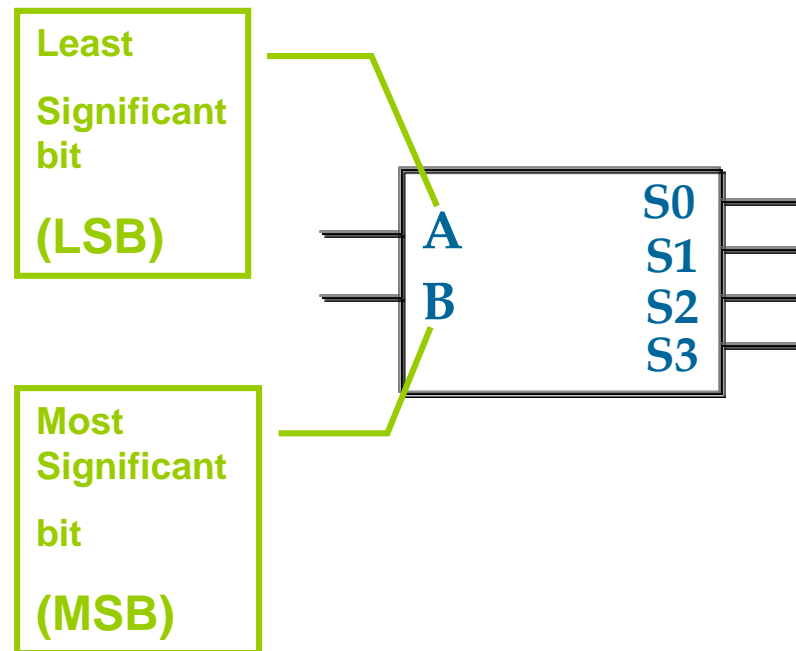 Least
Significant
bit
(LSB)
A
B
S0
S1
S2
S3
Most
Significant
bit
(MSB)